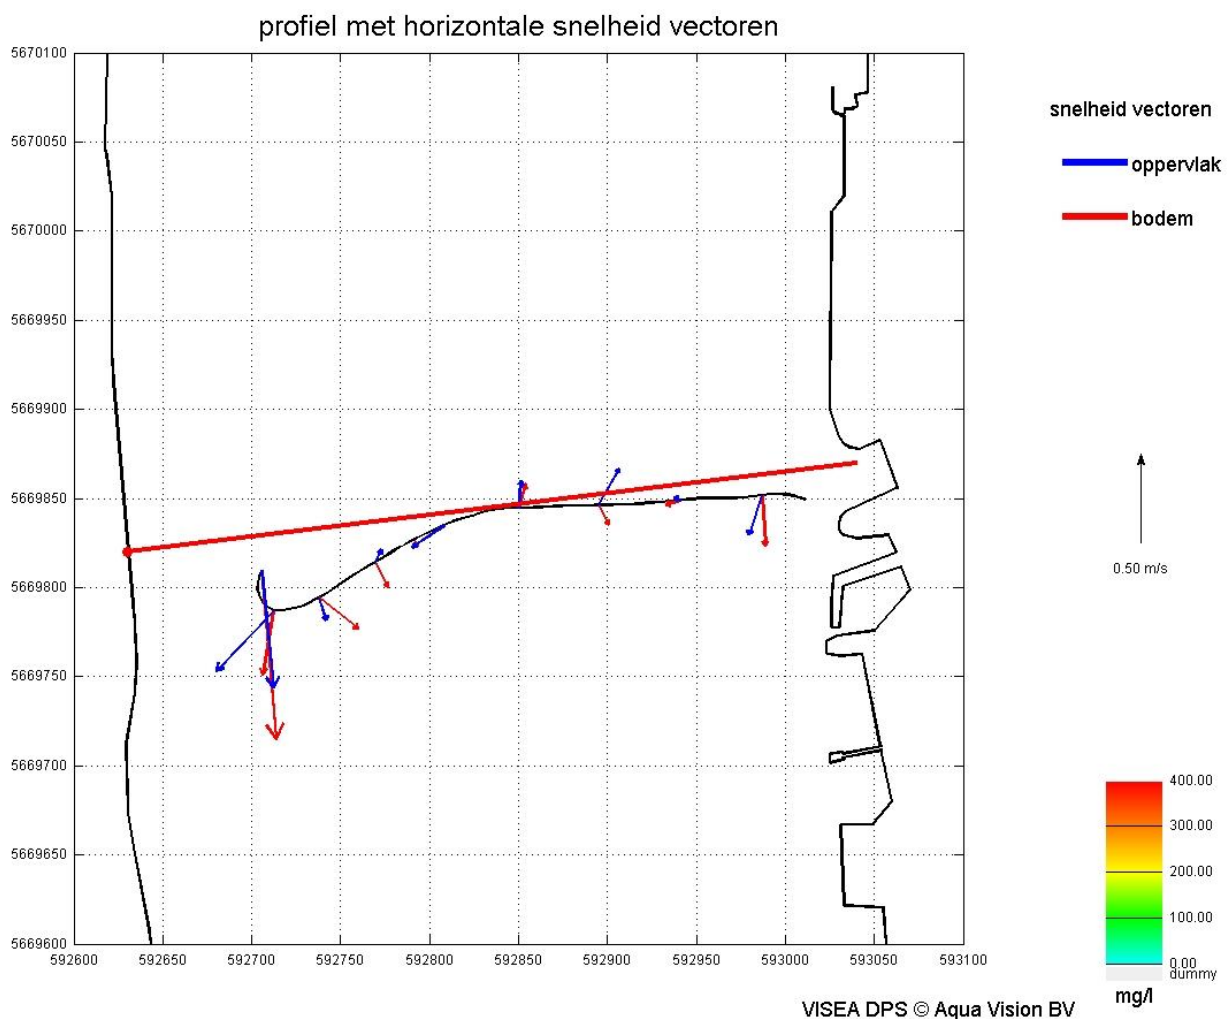 profiel met horizontale snelheid vectoren
5670100
5670050
5670000
5669950
5669900
5669850
5669800
5669750
5669700
5669650
5669600
592600 592650 592700 592750 592800 592850 592900 592950 593000 593050 593100
snelheid vectoren
oppervlak
bodem
0.50 m/s
400.00
300.00
200.00
100.00
0.00
dummy
mg/l
VISEA DPS © Aqua Vision BV